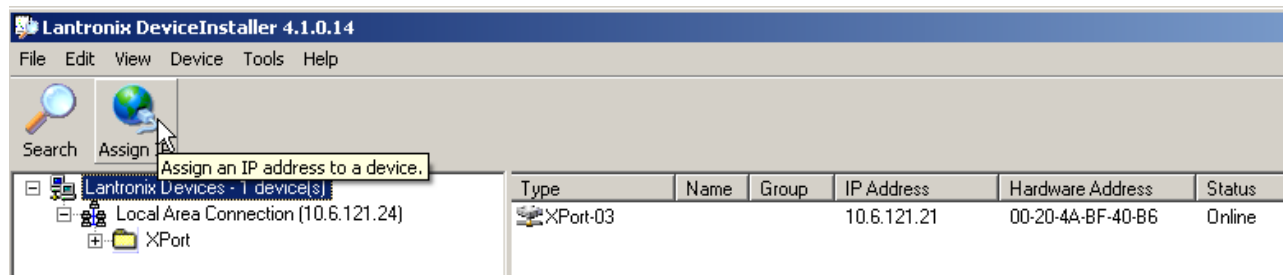 Lantronix DeviceInstaller 4.1.0.14
File Edit View Device Tools Help
Search Assign
Assign an IP address to a device.
Lantronix Devices - 1 device(s)
Local Area Connection (10.6.121.24)
XPort
Type Name Group IP Address Hardware Address Status
XPort-03 10.6.121.21 00-20-4A-BF-40-B6 Online